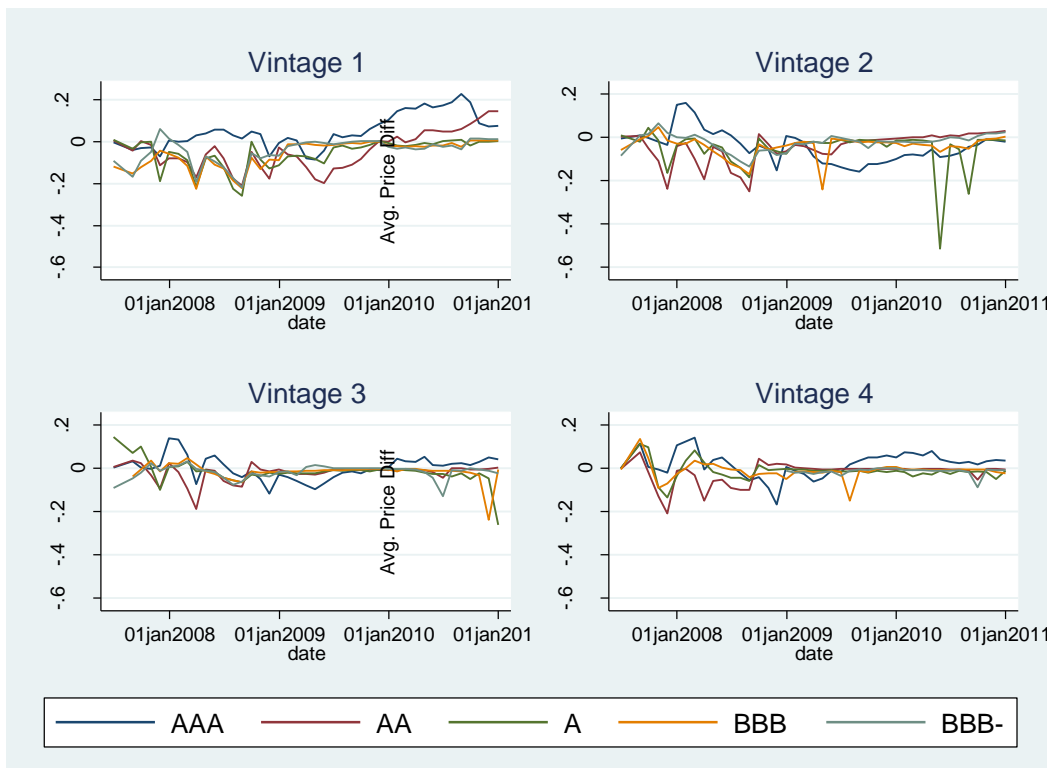 Vintage 1
.2
0
-.2
-.4
-.6
01jan2008 01jan2009 01jan2010 01jan201
date
Vintage 2
Avg. Price Diff
.2
0
-.2
-.4
-.6
01jan2008 01jan2009 01jan2010 01jan2011
date
Vintage 3
.2
0
-.2
-.4
-.6
01jan2008 01jan2009 01jan2010 01jan201
date
Vintage 4
Avg. Price Diff
.2
0
-.2
-.4
-.6
01jan2008 01jan2009 01jan2010 01jan2011
date
AAA AA A BBB BBB-